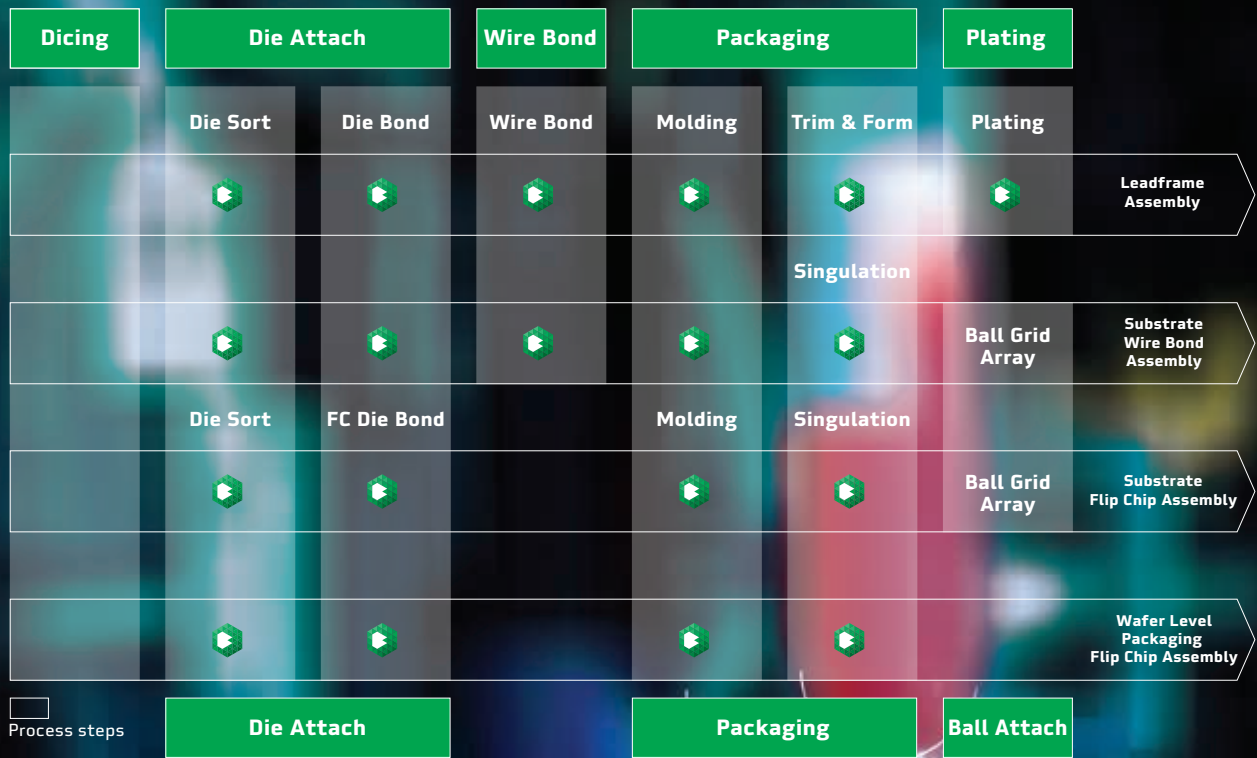 Dicing
Die Attach
Wire Bond
Packaging
Plating
Die Sort
Die Bond
Wire Bond
Molding
Trim & Form
Plating
Leadframe
Assembly
Singulation
Ball Grid
Array
Substrate
Wire Bond
Assembly
Die Sort
FC Die Bond
Molding
Singulation
Ball Grid
Array
Substrate
Flip Chip Assembly
Wafer Level
Packaging
Flip Chip Assembly
Process steps
Die Attach
Packaging
Ball Attach